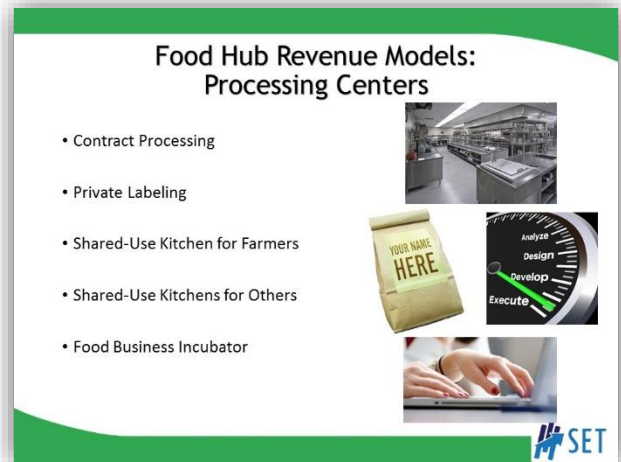 Food Hub Revenue Models:
Processing Centers
• Contract Processing
• Private Labeling
• Shared-Use Kitchen for Farmers
• Shared-Use Kitchens for Others
• Food Business Incubator
YOUR NAME
HERE
Analyze
Design
Develop
Execute
SET